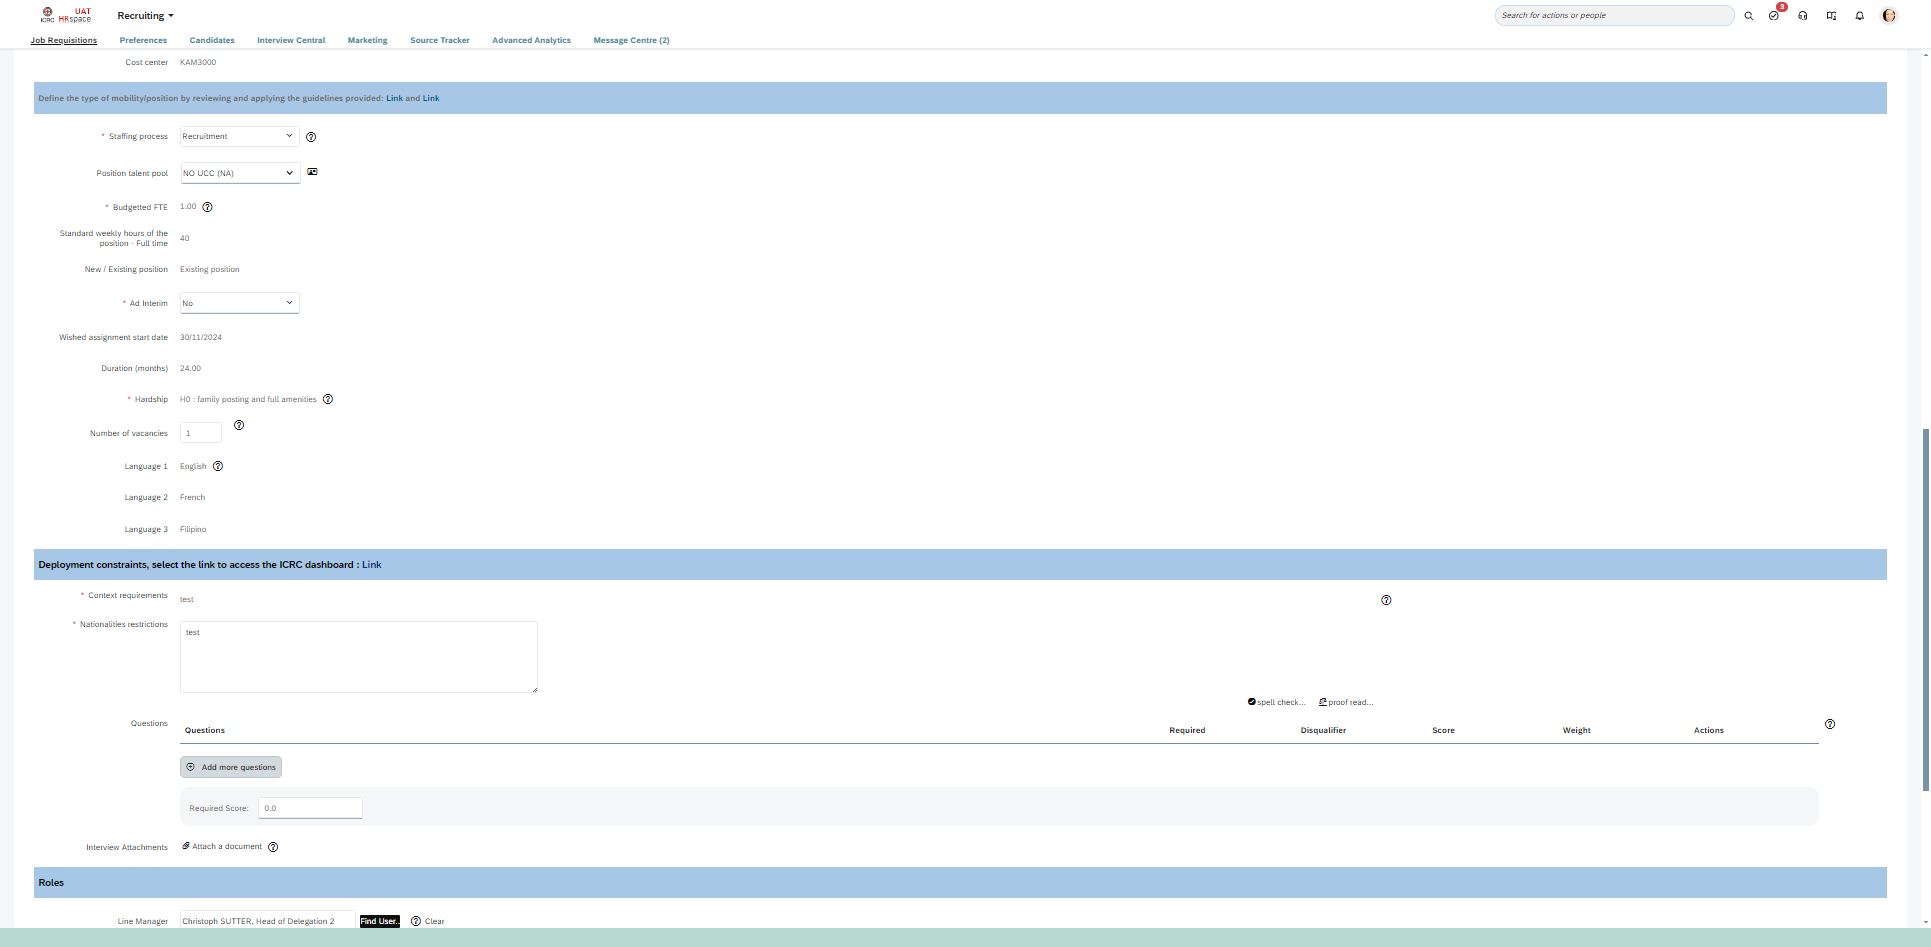 ICRC UAT HRspace
Recruiting
Search for actions or people
3
Job Requisitions Preferences Candidates Interview Central Marketing Source Tracker Advanced Analytics Message Centre (2)
Cost center KAM3000
Define the type of mobility/position by reviewing and applying the guidelines provided: Link and Link
* Staffing process Recruitment
Position talent pool NO UCC (NA)
* Budgetted FTE 1.00
Standard weekly hours of the
position - Full time 40
New / Existing position Existing position
* Ad Interim No
Wished assignment start date 30/11/2024
Duration (months) 24.00
* Hardship H0 : family posting and full amenities
Number of vacancies 1
Language 1 English
Language 2 French
Language 3 Filipino
Deployment constraints, select the link to access the ICRC dashboard : Link
* Context requirements test
* Nationalities restrictions test
spell check... proof read...
Questions
Questions Required Disqualifier Score Weight Actions
Add more questions
Required Score: 0.0
Interview Attachments Attach a document
Roles
Line Manager Christoph SUTTER, Head of Delegation 2 Find User.. Clear